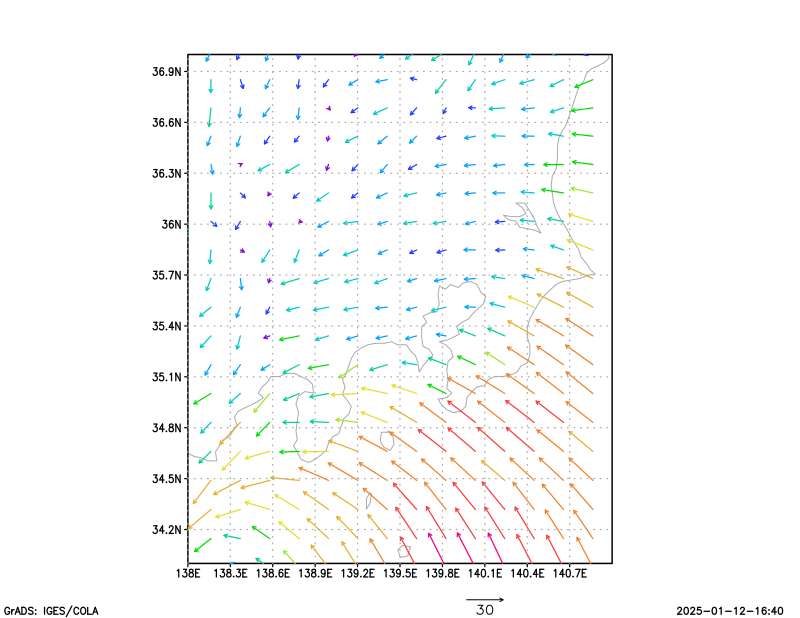 36.9N
36.6N
36.3N
36N
35.7N
35.4N
35.1N
34.8N
34.5N
34.2N
138E 138.3E 138.6E 138.9E 139.2E 139.5E 139.8E 140.1E 140.4E 140.7E
30
GrADS: IGES/COLA 2025-01-12-16:40